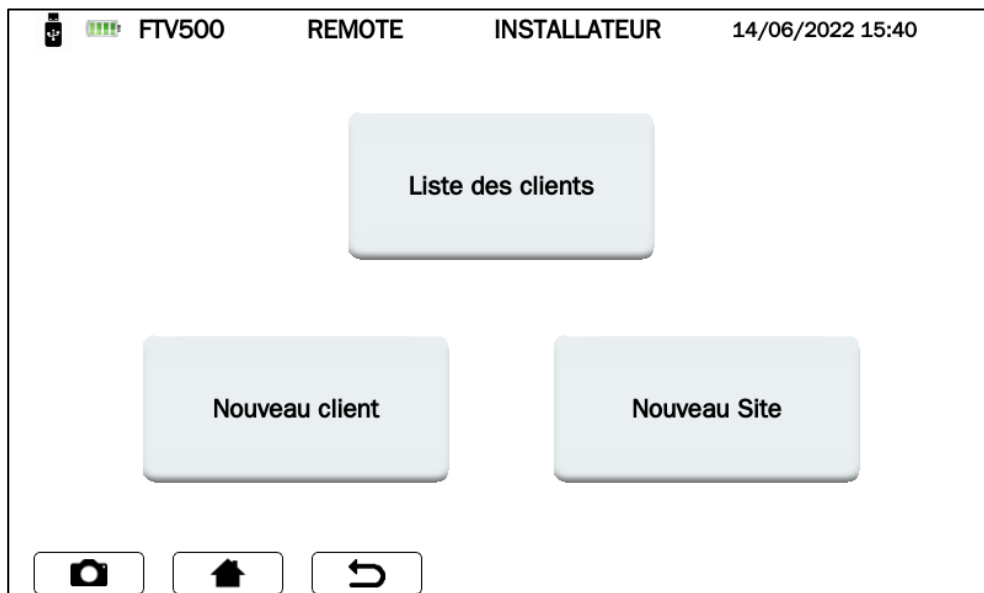 FTV500 REMOTE INSTALLATEUR 14/06/2022 15:40
Liste des clients
Nouveau client Nouveau Site